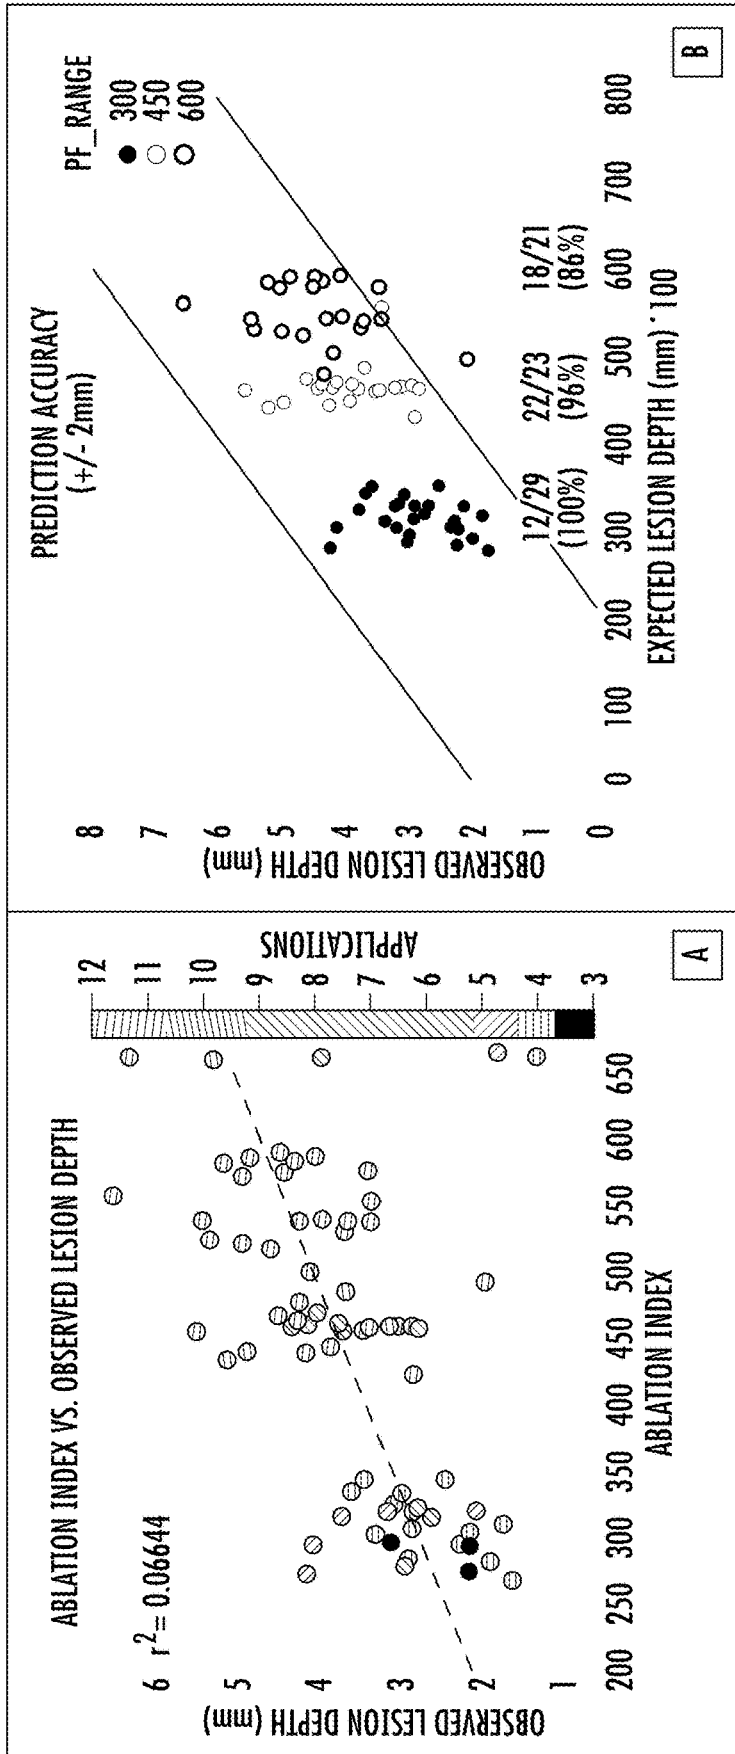 ABLATION INDEX VS. OBSERVED LESION DEPTH
r2= 0.06644
6
5
4
3
2
1
OBSERVED LESION DEPTH (mm)
200 250 300 350 400 450 500 550 600 650
ABLATION INDEX
12
11
10
9
8
7
6
5
4
3
APPLICATIONS
A
PREDICTION ACCURACY
(+/- 2mm)
PF_RANGE
300
450
600
8
7
6
5
4
3
2
1
0
OBSERVED LESION DEPTH (mm)
12/29 22/23 18/21
(100%) (96%) (86%)
0 100 200 300 400 500 600 700 800
EXPECTED LESION DEPTH (mm) * 100
B